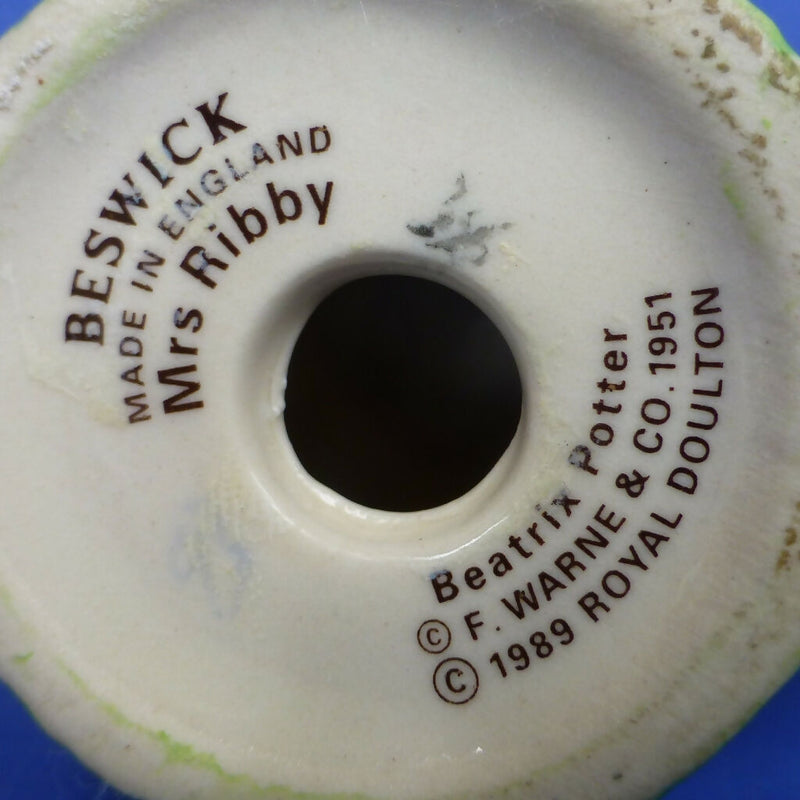 BESWICK
MADE IN ENGLAND
Mrs Ribby
Beatrix Potter
© F. WARNE & CO. 1951
© 1989 ROYAL DOULTON